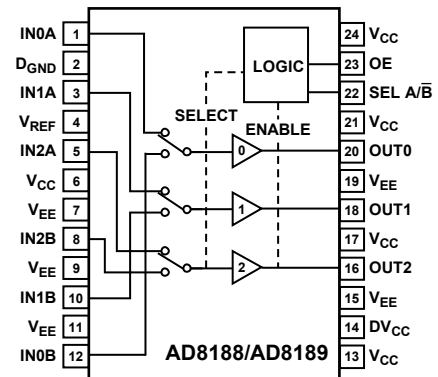 IN0A 1
DGND 2
IN1A 3
VREF 4
IN2A 5
VCC 6
VEE 7
IN2B 8
VEE 9
IN1B 10
VEE 11
IN0B 12
LOGIC
SELECT
ENABLE
0
1
2
AD8188/AD8189
24 VCC
23 OE
22 SEL A/B̅
21 VCC
20 OUT0
19 VEE
18 OUT1
17 VCC
16 OUT2
15 VEE
14 DVCC
13 VCC